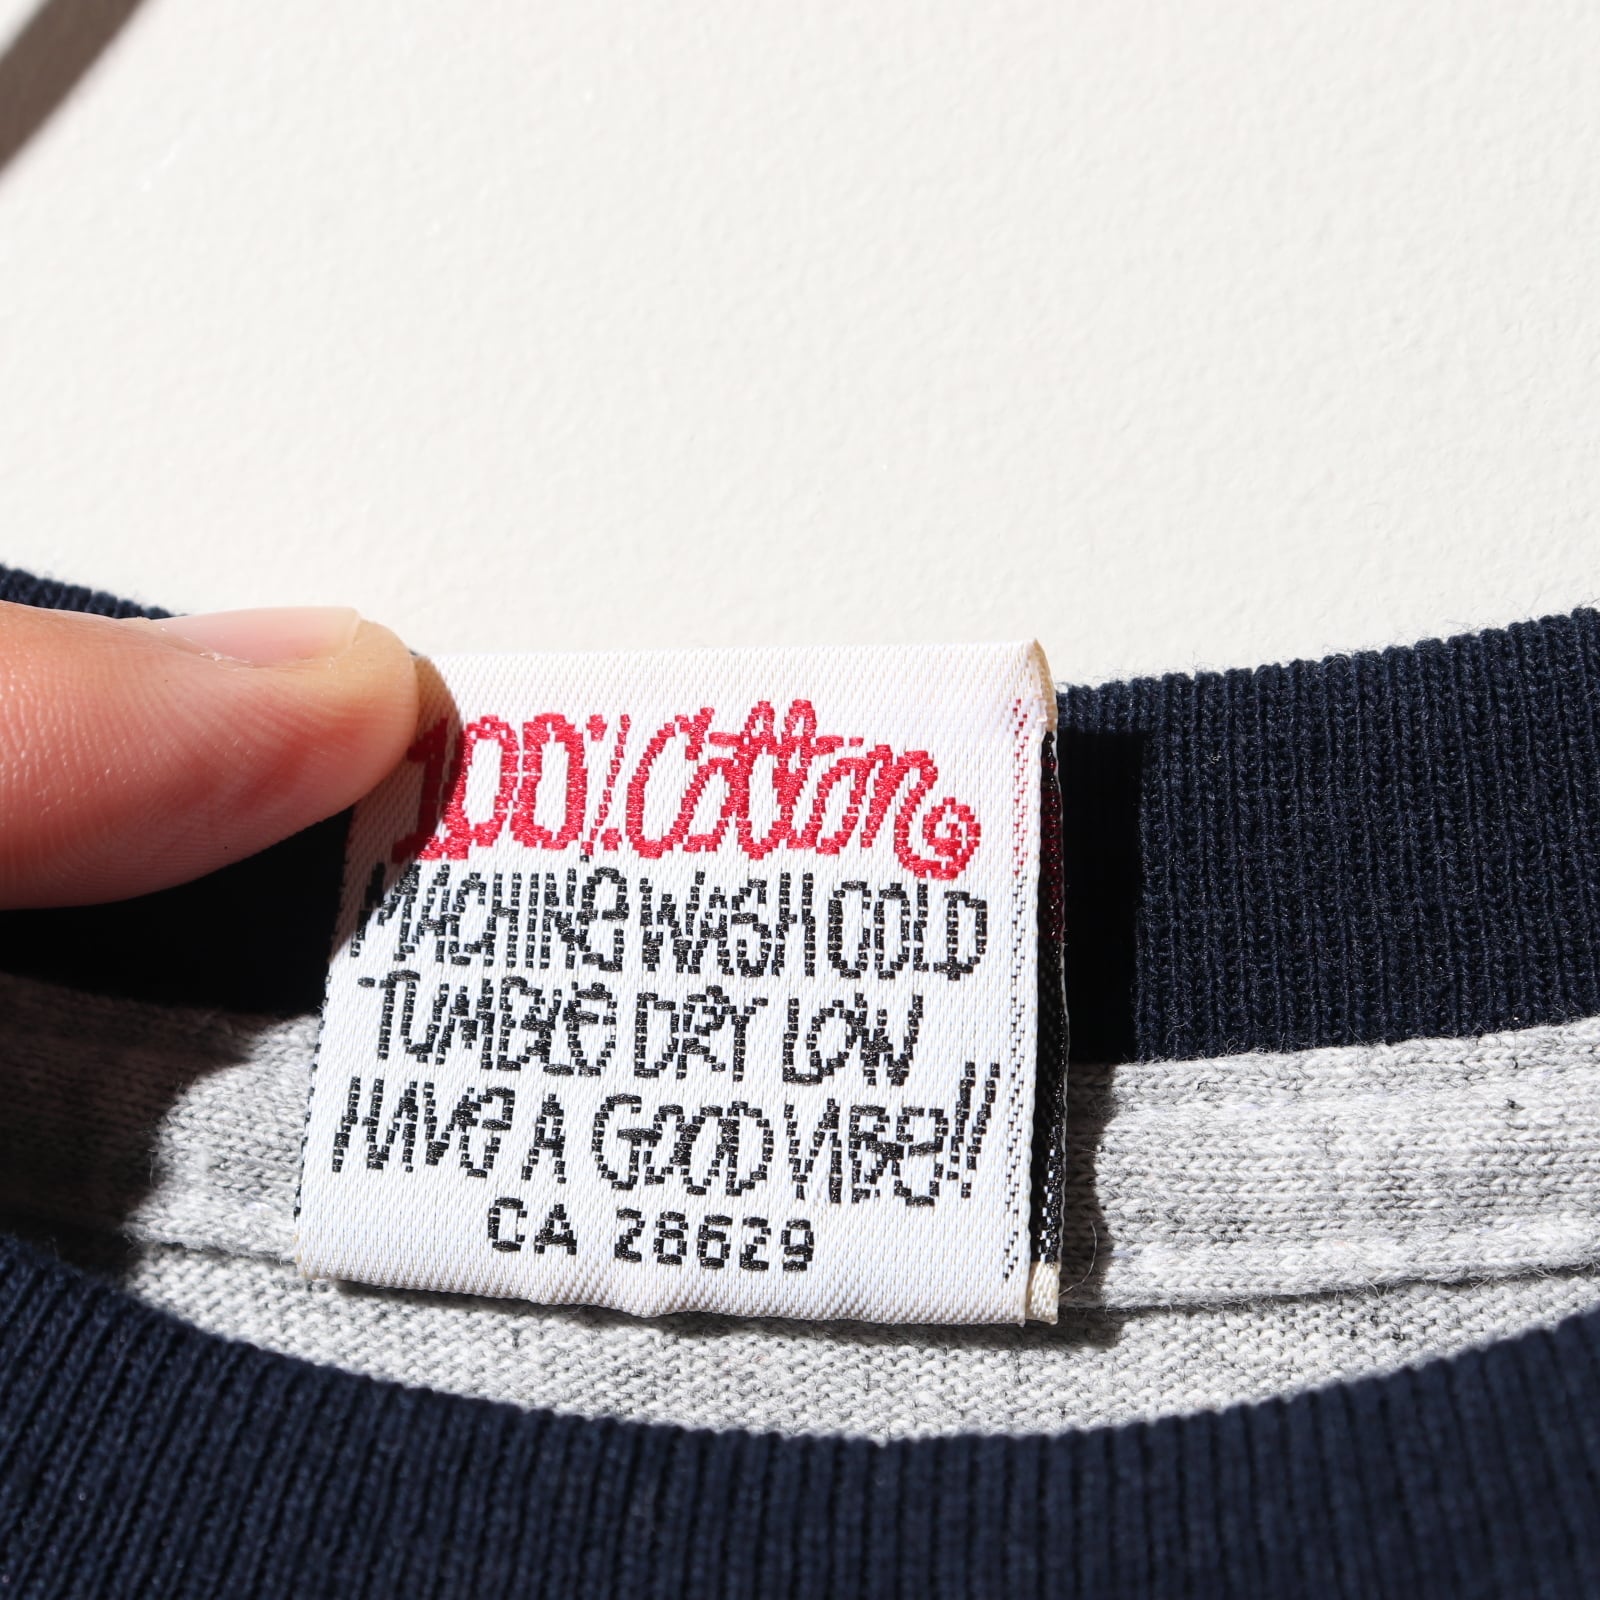 100% Cotton
MACHINE WASH COLD
TUMBLE DRY LOW
HAVE A GOOD VIBE!!
CA 28629